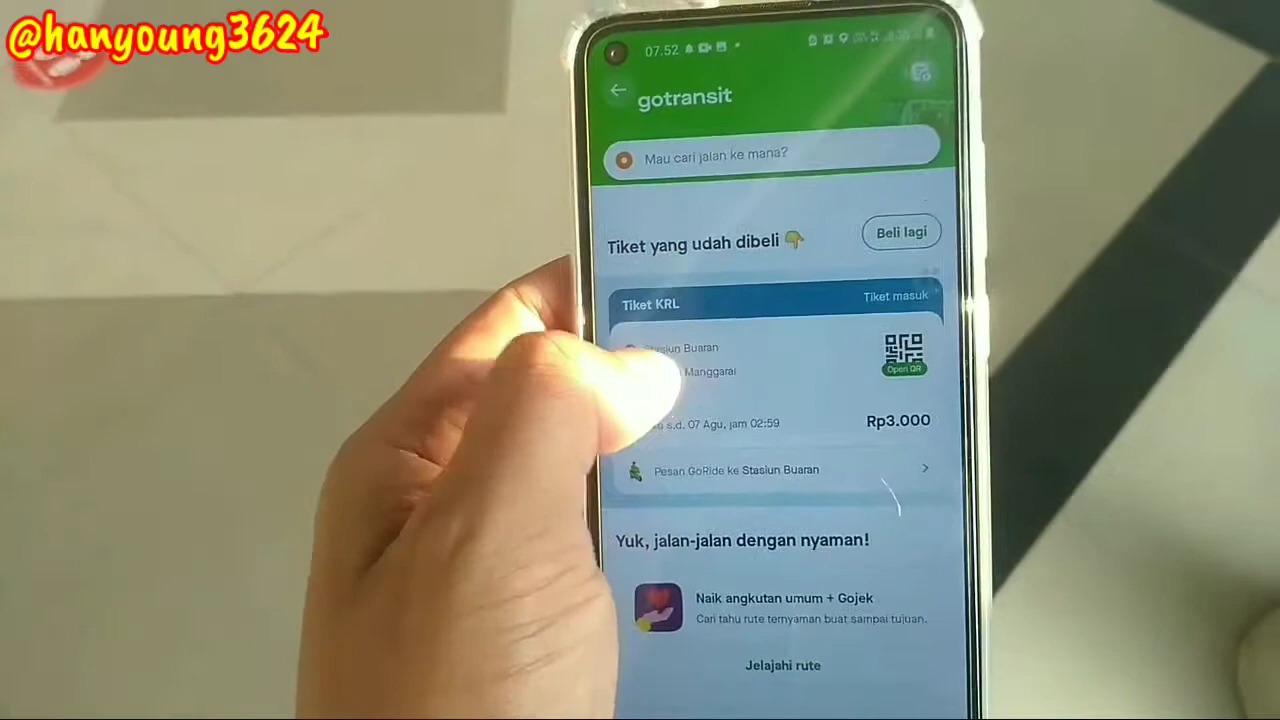 @hanyoung3624
07.52
gotransit
Mau cari jalan ke mana?
Tiket yang udah dibeli 👇
Beli lagi
Tiket KRL
Tiket masuk
Stasiun Buaran
Manggarai
Open QR
s.d. 07 Agu, jam 02:59
Rp3.000
Pesan GoRide ke Stasiun Buaran
Yuk, jalan-jalan dengan nyaman!
Naik angkutan umum + Gojek
Cari tahu rute ternyaman buat sampai tujuan.
Jelajahi rute